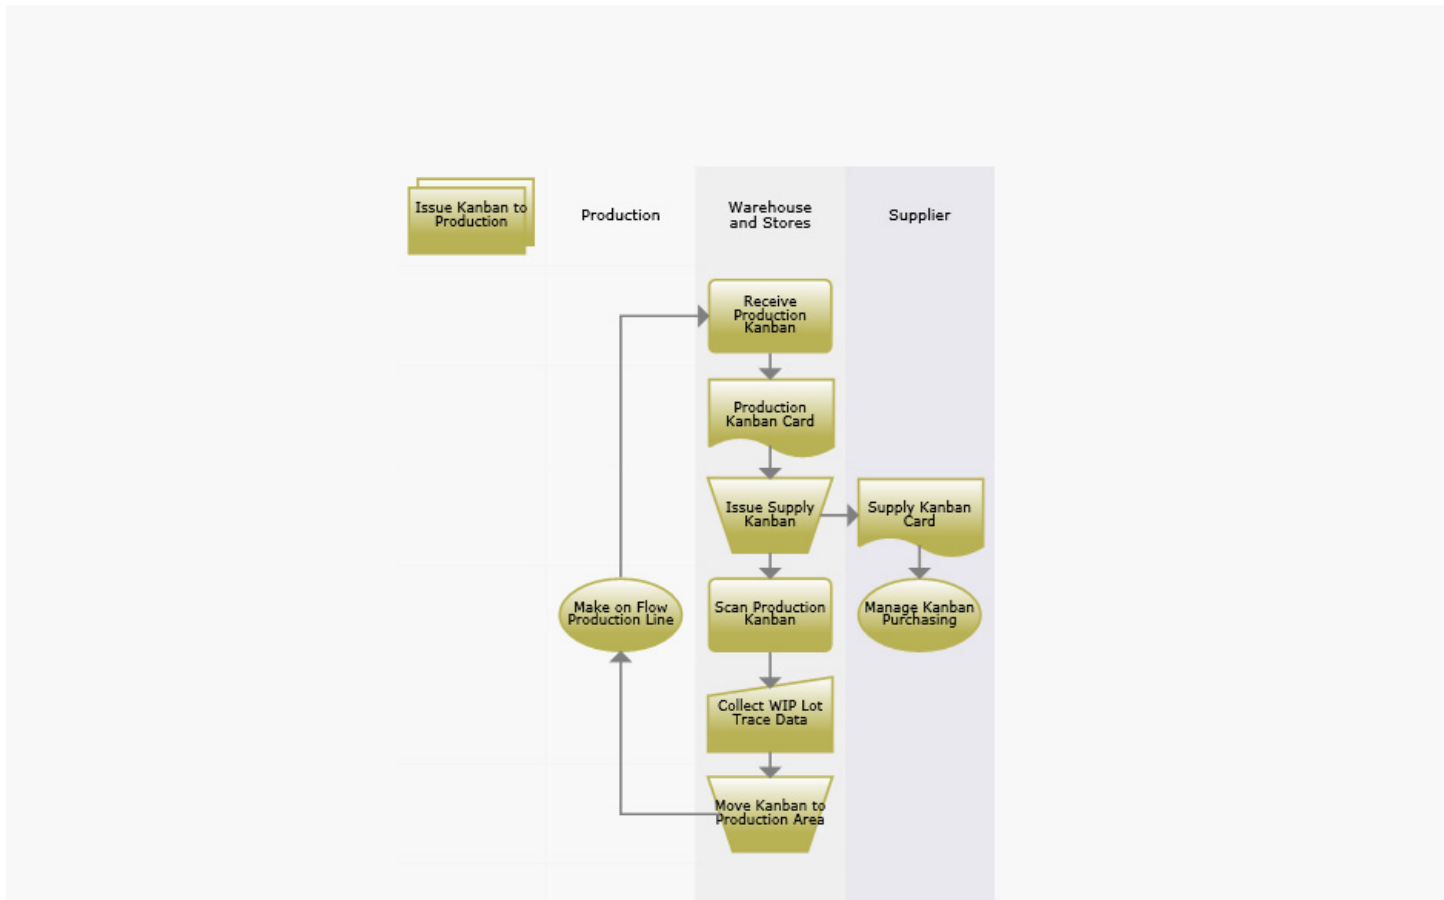 Issue Kanban to
Production
Production
Warehouse
and Stores
Supplier
Receive
Production
Kanban
Production
Kanban Card
Issue Supply
Kanban
Supply Kanban
Card
Make on Flow
Production Line
Scan Production
Kanban
Manage Kanban
Purchasing
Collect WIP Lot
Trace Data
Move Kanban to
Production Area